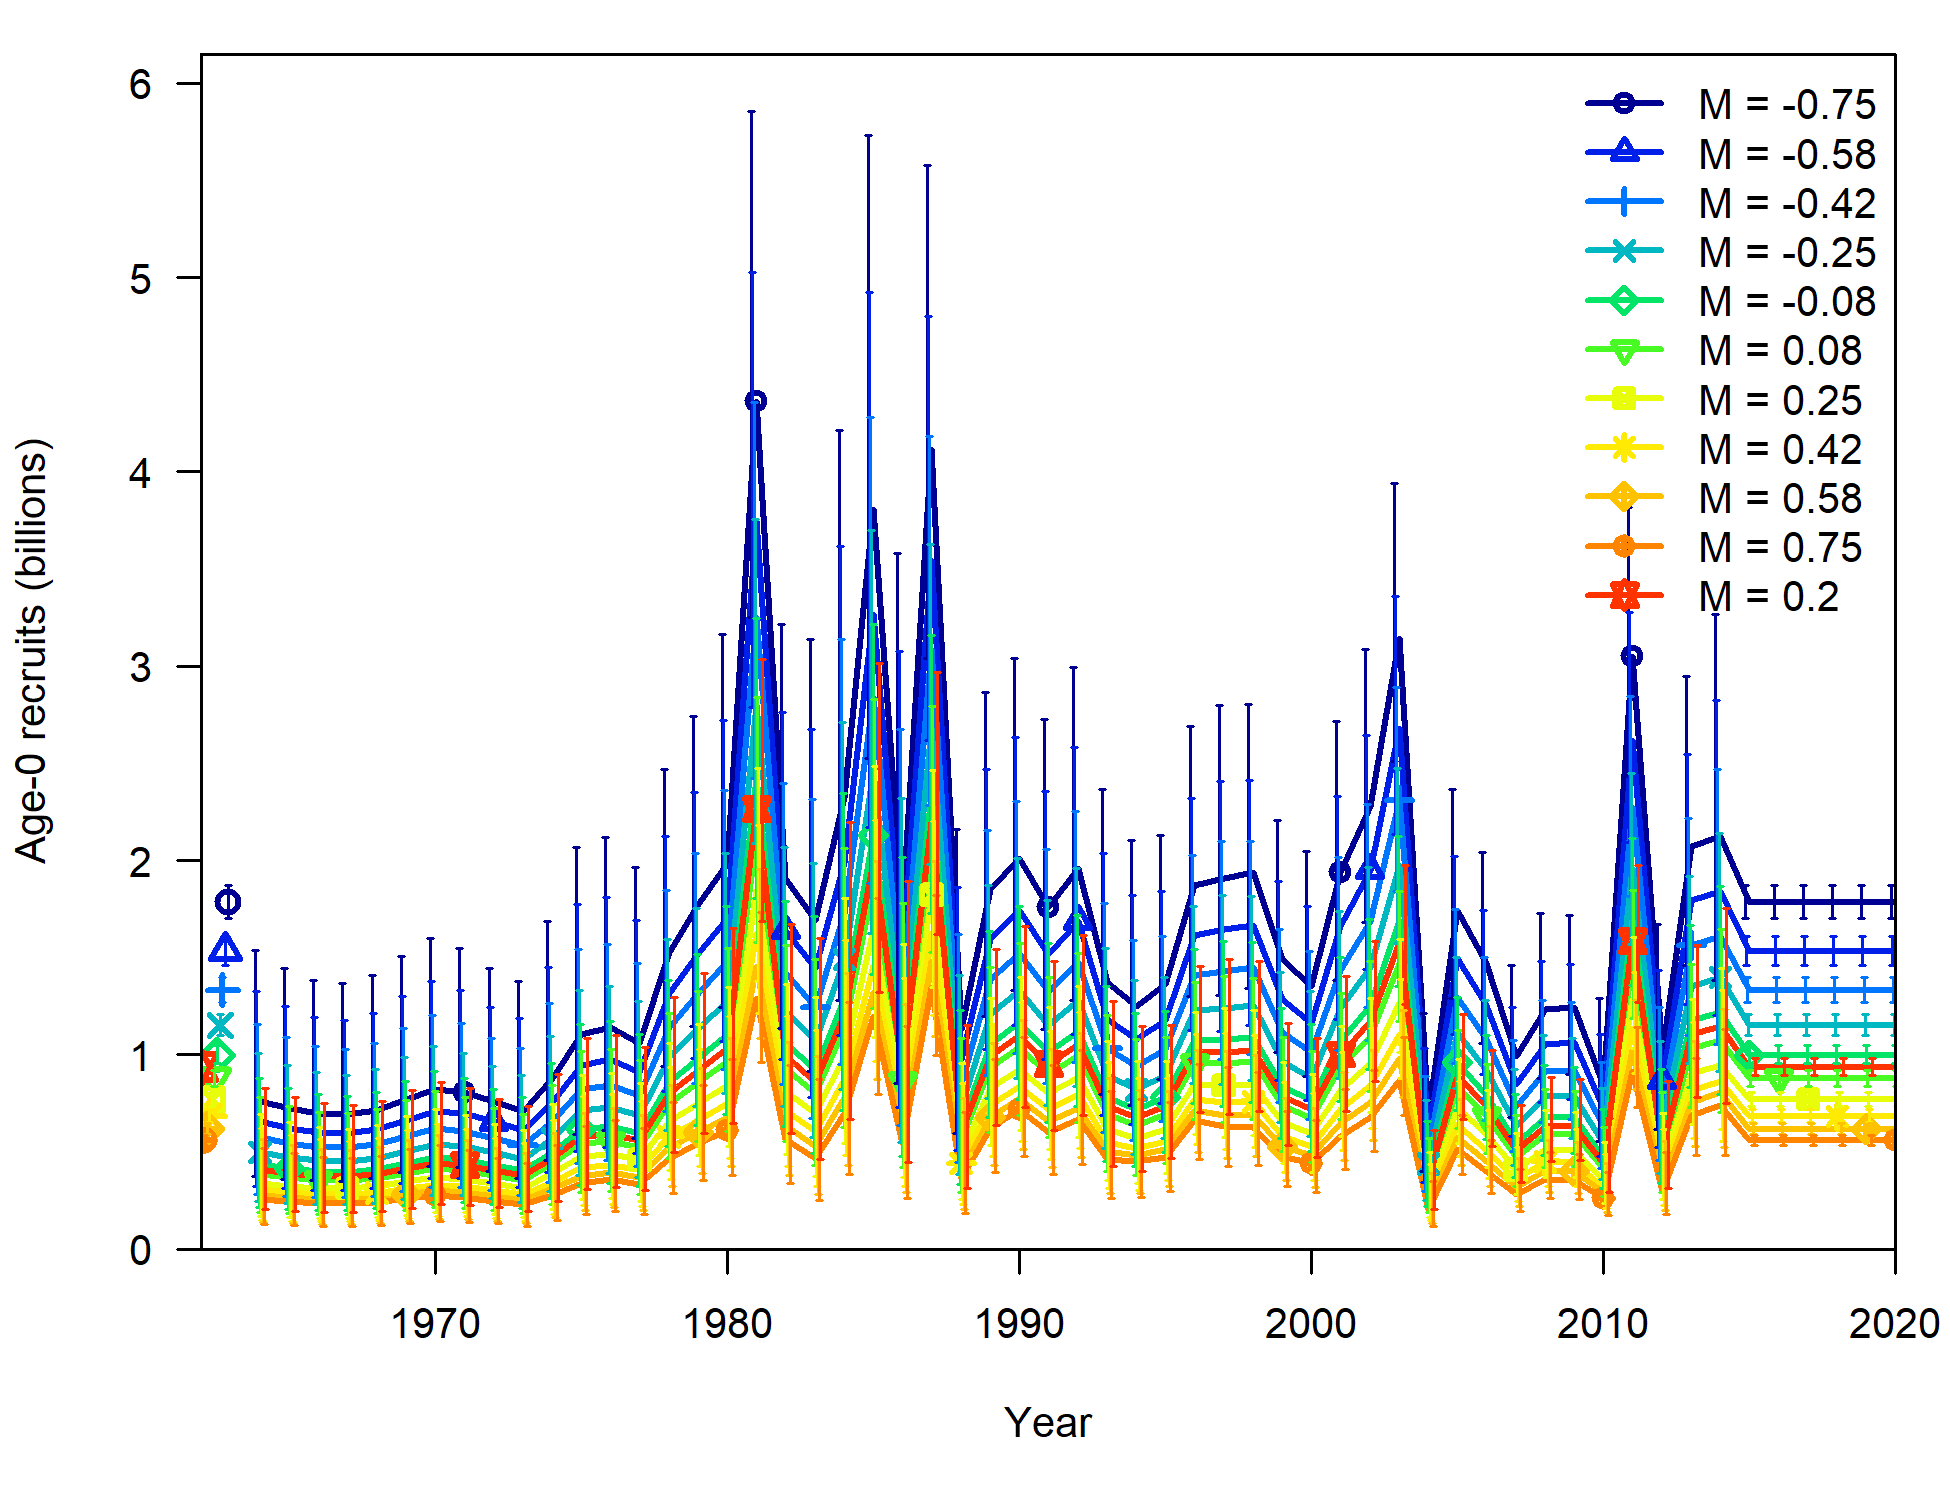 6
5
4
3
2
1
0
Age-0 recruits (billions)
M = -0.75
M = -0.58
M = -0.42
M = -0.25
M = -0.08
M = 0.08
M = 0.25
M = 0.42
M = 0.58
M = 0.75
M = 0.2
1970 1980 1990 2000 2010 2020
Year